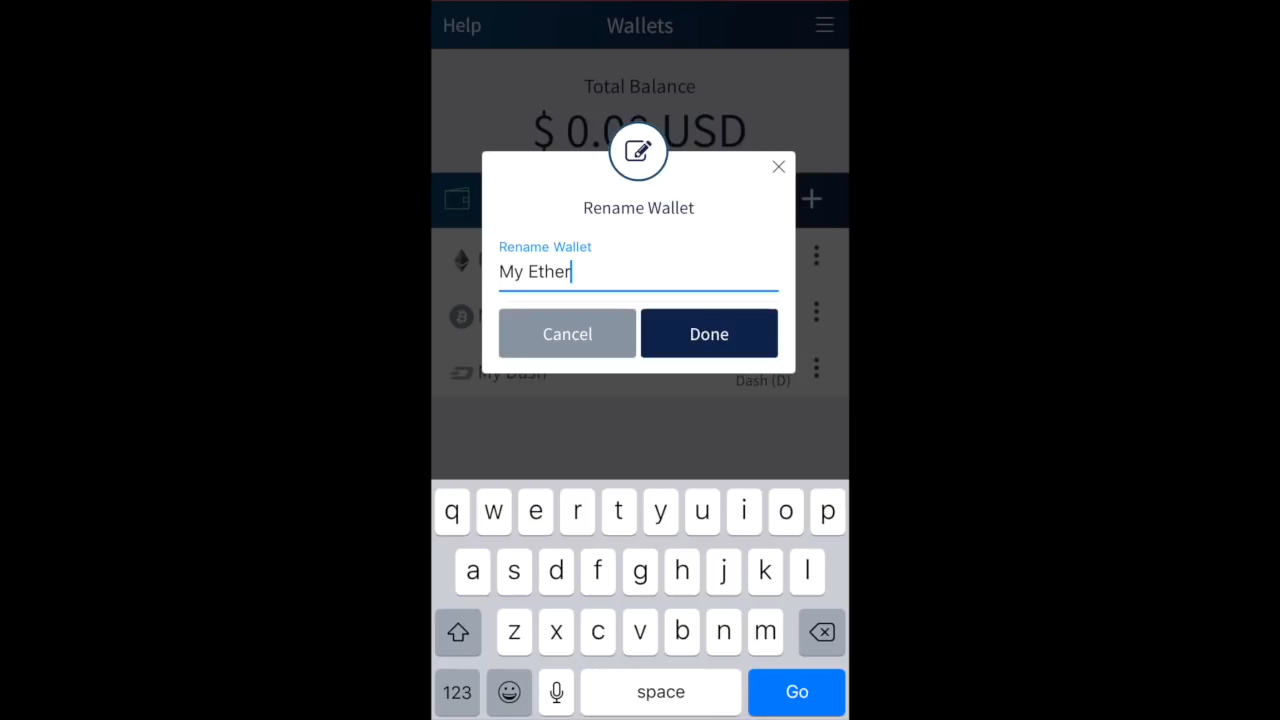 Help Wallets
Total Balance
$ 0.00 USD
Rename Wallet
Rename Wallet
My Ether
Cancel Done
My Dash
Dash (D)
q w e r t y u i o p
a s d f g h j k l
z x c v b n m
123 space Go